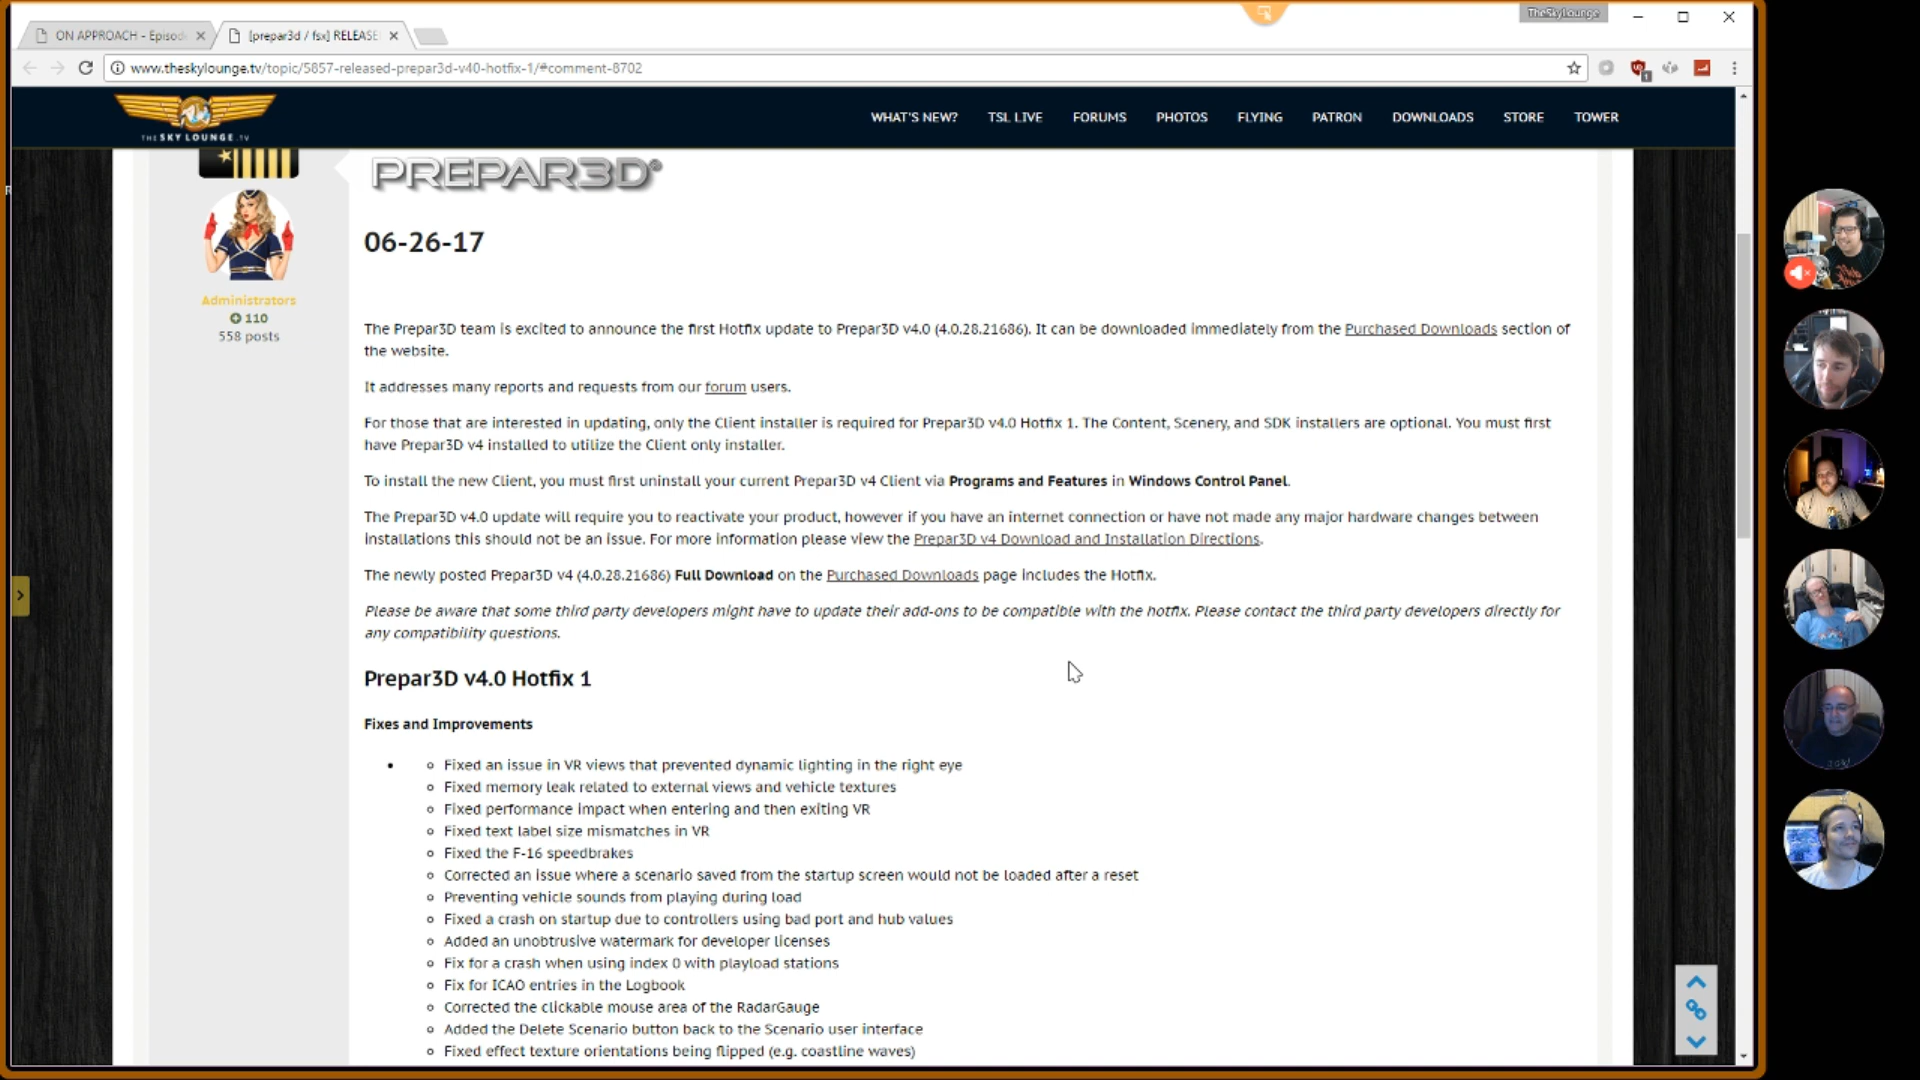 TheSkyLounge
ON APPROACH - Episod
[prepar3d / fsx] RELEASE
www.theskylounge.tv/topic/5857-released-prepar3d-v40-hotfix-1/#comment-8702
1
THE SKY LOUNGE .TV
WHAT'S NEW?
TSL LIVE
FORUMS
PHOTOS
FLYING
PATRON
DOWNLOADS
STORE
TOWER
PREPAR3D®
Administrators
110
558 posts
06-26-17
The Prepar3D team is excited to announce the first Hotfix update to Prepar3D v4.0 (4.0.28.21686). It can be downloaded immediately from the Purchased Downloads section of
the website.
It addresses many reports and requests from our forum users.
For those that are interested in updating, only the Client installer is required for Prepar3D v4.0 Hotfix 1. The Content, Scenery, and SDK installers are optional. You must first
have Prepar3D v4 installed to utilize the Client only installer.
To install the new Client, you must first uninstall your current Prepar3D v4 Client via Programs and Features in Windows Control Panel.
The Prepar3D v4.0 update will require you to reactivate your product, however if you have an internet connection or have not made any major hardware changes between
installations this should not be an issue. For more information please view the Prepar3D v4 Download and Installation Directions.
The newly posted Prepar3D v4 (4.0.28.21686) Full Download on the Purchased Downloads page includes the Hotfix.
Please be aware that some third party developers might have to update their add-ons to be compatible with the hotfix. Please contact the third party developers directly for
any compatibility questions.
Prepar3D v4.0 Hotfix 1
Fixes and Improvements
Fixed an issue in VR views that prevented dynamic lighting in the right eye
Fixed memory leak related to external views and vehicle textures
Fixed performance impact when entering and then exiting VR
Fixed text label size mismatches in VR
Fixed the F-16 speedbrakes
Corrected an issue where a scenario saved from the startup screen would not be loaded after a reset
Preventing vehicle sounds from playing during load
Fixed a crash on startup due to controllers using bad port and hub values
Added an unobtrusive watermark for developer licenses
Fix for a crash when using index 0 with playload stations
Fix for ICAO entries in the Logbook
Corrected the clickable mouse area of the RadarGauge
Added the Delete Scenario button back to the Scenario user interface
Fixed effect texture orientations being flipped (e.g. coastline waves)